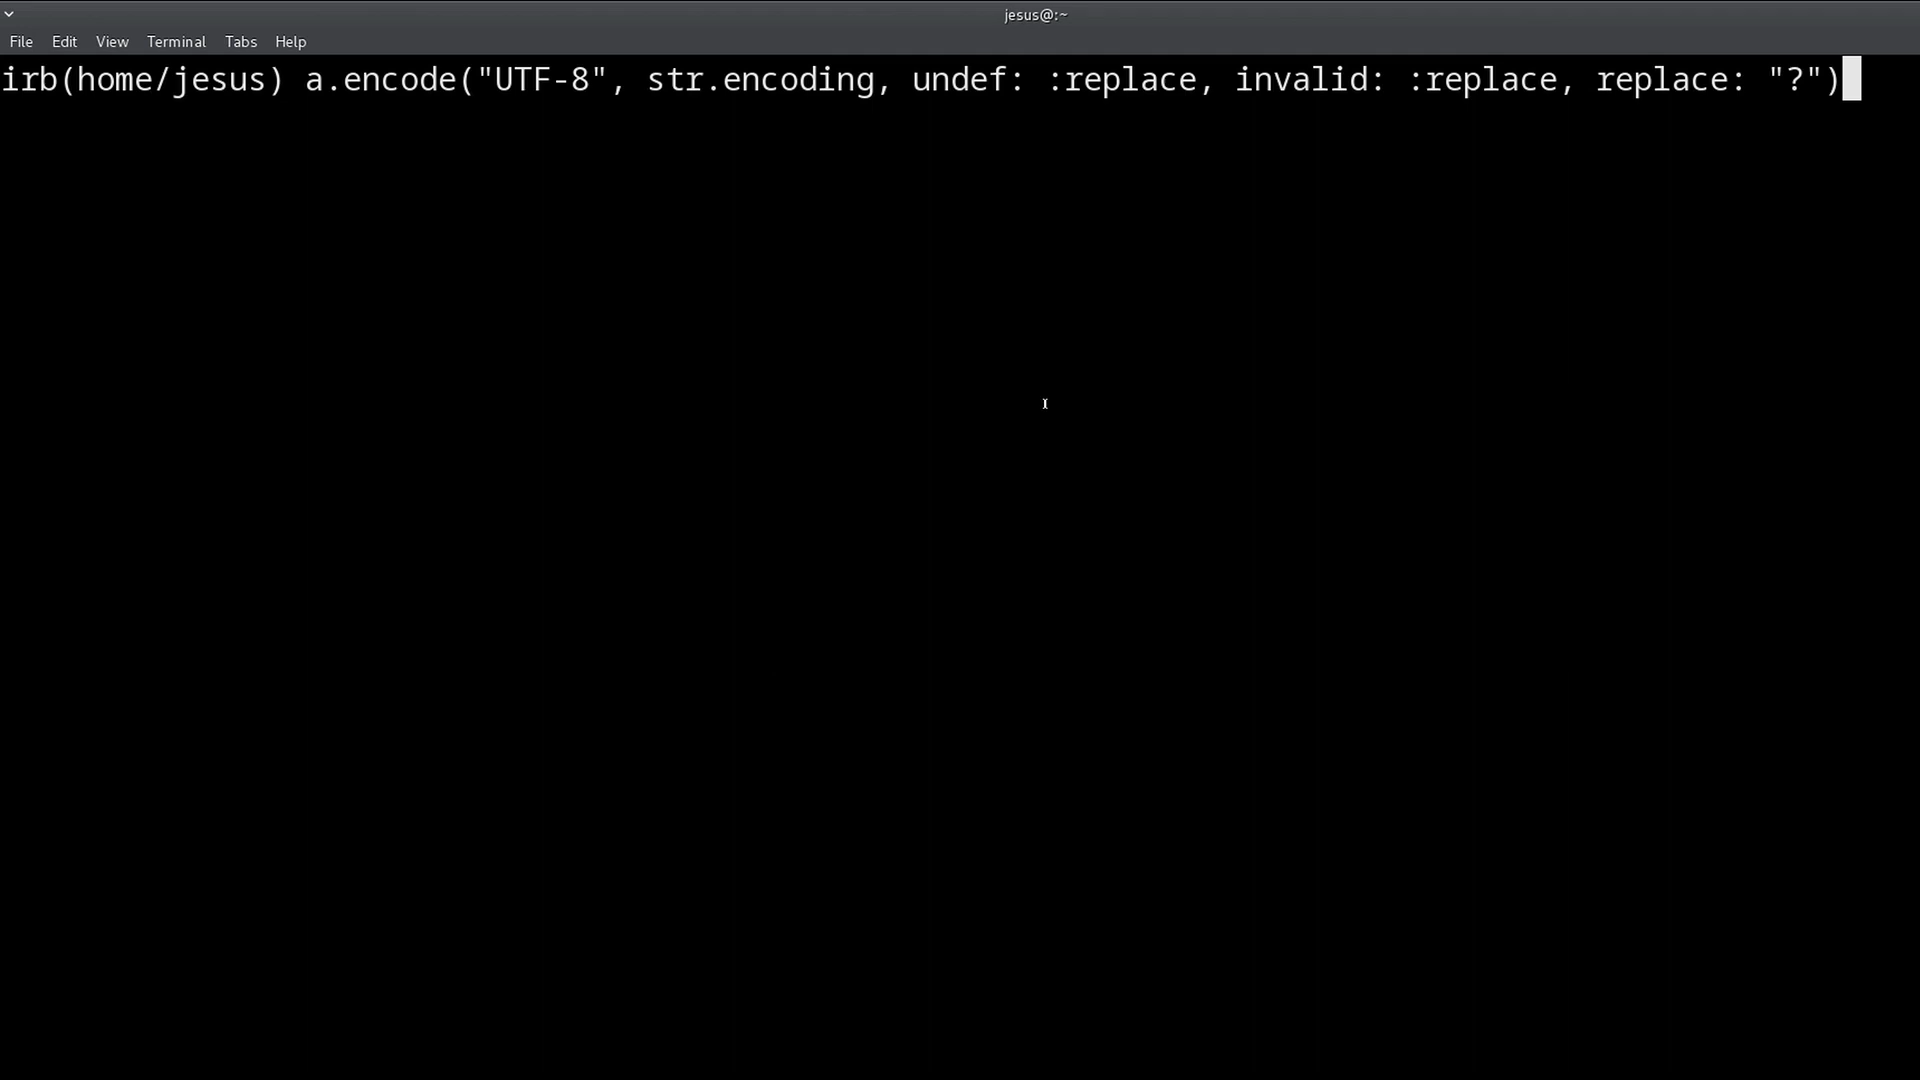 jesus@:~
File Edit View Terminal Tabs Help
irb(home/jesus) a.encode("UTF-8", str.encoding, undef: :replace, invalid: :replace, replace: "?")